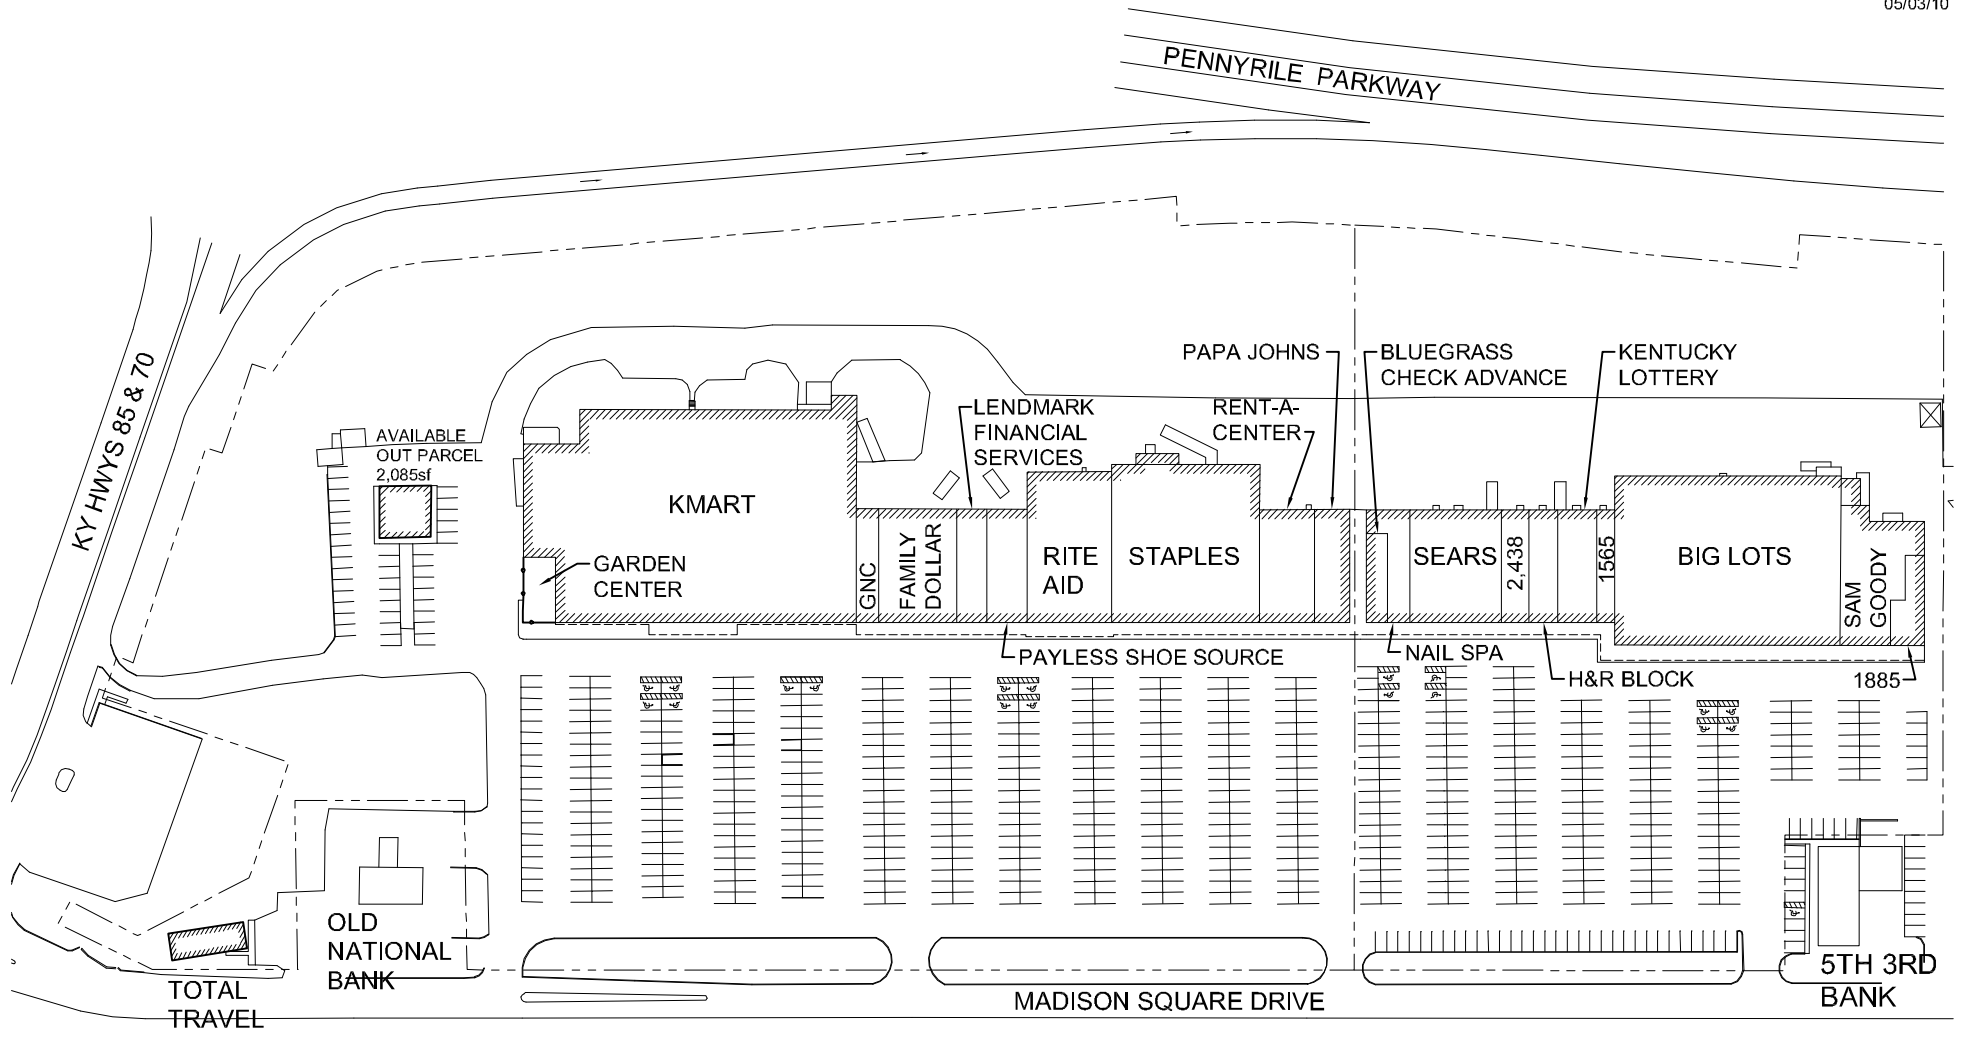 05/03/10
PENNYRILE PARKWAY
KY HWYS 85 & 70
PAPA JOHNS
BLUEGRASS
CHECK ADVANCE
KENTUCKY
LOTTERY
LENDMARK
FINANCIAL
SERVICES
RENT-A-
CENTER
AVAILABLE
OUT PARCEL
2,085sf
KMART
GARDEN
CENTER
GNC
FAMILY
DOLLAR
RITE
AID
STAPLES
SEARS
2,438
1565
BIG LOTS
SAM
GOODY
PAYLESS SHOE SOURCE
NAIL SPA
H&R BLOCK
1885
OLD
NATIONAL
BANK
TOTAL
TRAVEL
MADISON SQUARE DRIVE
5TH 3RD
BANK